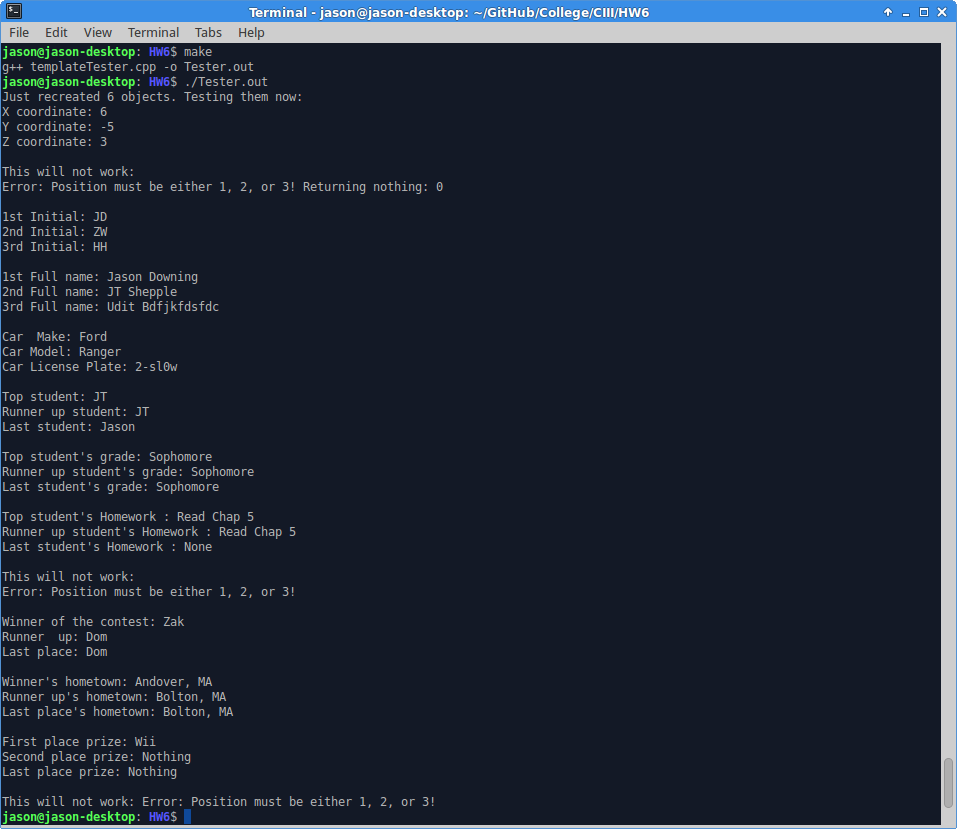 Terminal - jason@jason-desktop: ~/GitHub/College/CIII/HW6
File Edit View Terminal Tabs Help
jason@jason-desktop: HW6$ make
g++ templateTester.cpp -o Tester.out
jason@jason-desktop: HW6$ ./Tester.out
Just recreated 6 objects. Testing them now:
X coordinate: 6
Y coordinate: -5
Z coordinate: 3

This will not work:
Error: Position must be either 1, 2, or 3! Returning nothing: 0

1st Initial: JD
2nd Initial: ZW
3rd Initial: HH

1st Full name: Jason Downing
2nd Full name: JT Shepple
3rd Full name: Udit Bdfjkfdsfdc

Car  Make: Ford
Car Model: Ranger
Car License Plate: 2-sl0w

Top student: JT
Runner up student: JT
Last student: Jason

Top student's grade: Sophomore
Runner up student's grade: Sophomore
Last student's grade: Sophomore

Top student's Homework : Read Chap 5
Runner up student's Homework : Read Chap 5
Last student's Homework : None

This will not work:
Error: Position must be either 1, 2, or 3!

Winner of the contest: Zak
Runner  up: Dom
Last place: Dom

Winner's hometown: Andover, MA
Runner up's hometown: Bolton, MA
Last place's hometown: Bolton, MA

First place prize: Wii
Second place prize: Nothing
Last place prize: Nothing

This will not work: Error: Position must be either 1, 2, or 3!
jason@jason-desktop: HW6$